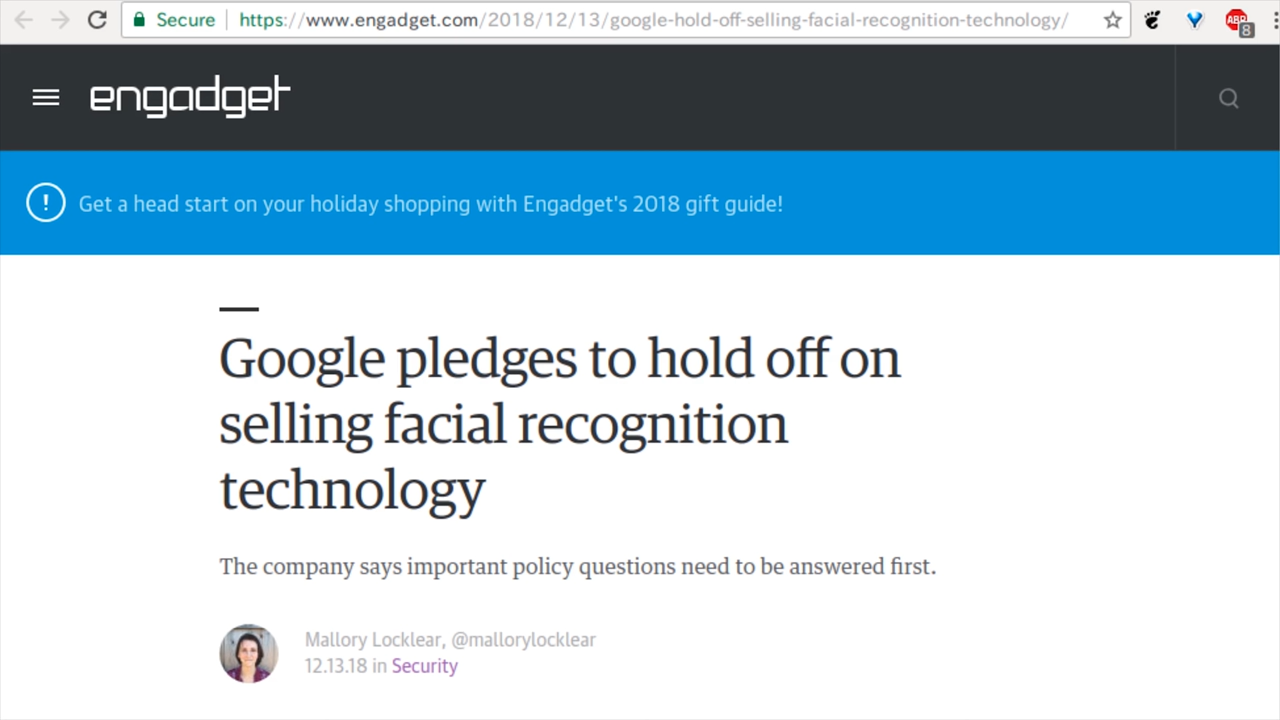 Secure https://www.engadget.com/2018/12/13/google-hold-off-selling-facial-recognition-technology/
ABP
8
engadget
! Get a head start on your holiday shopping with Engadget's 2018 gift guide!
Google pledges to hold off on
selling facial recognition
technology
The company says important policy questions need to be answered first.
Mallory Locklear, @mallorylocklear
12.13.18 in Security